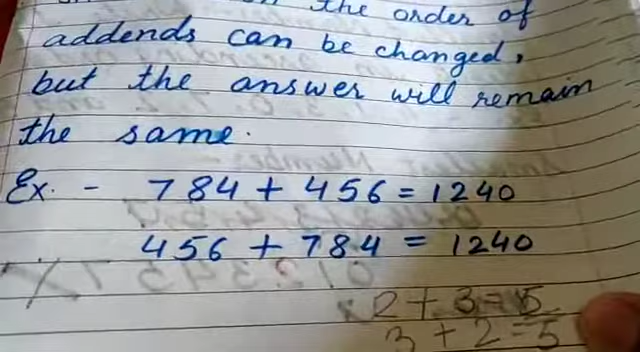 the order of
addends can be changed,
but the answer will remain
the same.
Ex. - 784 + 456 = 1240
456 + 784 = 1240
2 + 3 = 5
3 + 2 = 5